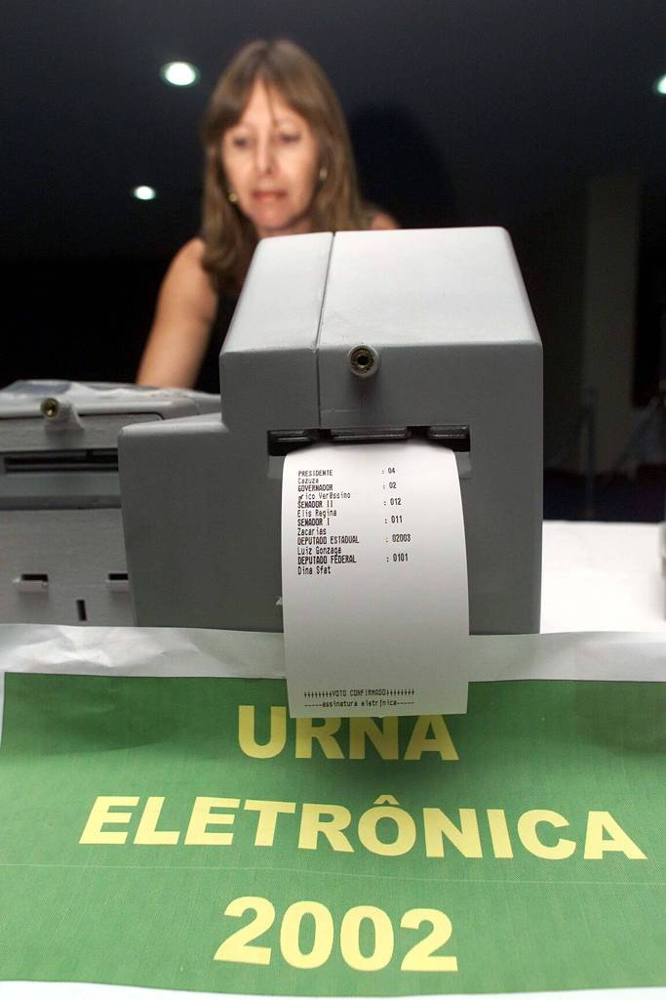 PRESIDENTE : 04
Cazuza
GOVERNADOR : 02
rico Veríssimo
SENADOR II : 012
Elis Regina
SENADOR I : 011
Zacarias
DEPUTADO ESTADUAL : 02003
Luiz Gonzaga
DEPUTADO FEDERAL : 0101
Dina Sfat
++++++++VOTO CONFIRMADO++++++++
-----assinatura eletrônica-----
URNA
ELETRÔNICA
2002